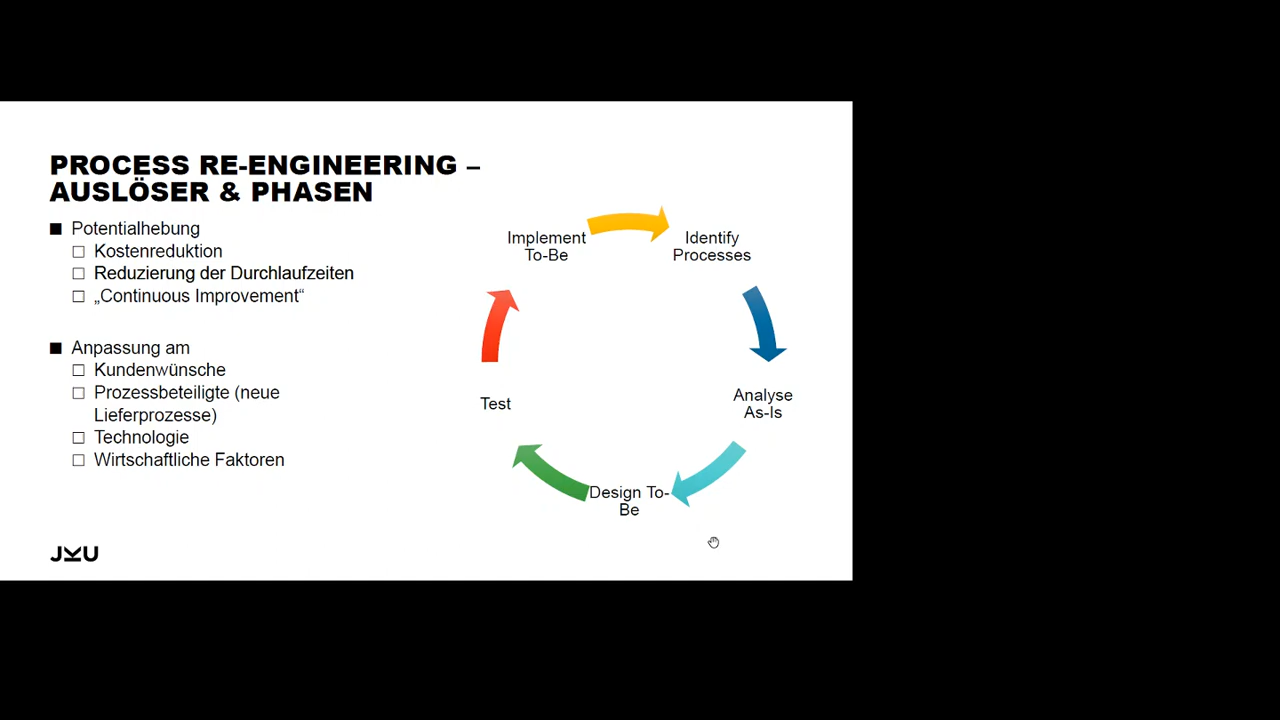 PROCESS RE-ENGINEERING –
AUSLÖSER & PHASEN
■ Potentialhebung
□ Kostenreduktion
□ Reduzierung der Durchlaufzeiten
□ „Continuous Improvement“
■ Anpassung am
□ Kundenwünsche
□ Prozessbeteiligte (neue
Lieferprozesse)
□ Technologie
□ Wirtschaftliche Faktoren
Implement
To-Be
Identify
Processes
Analyse
As-Is
Design To-
Be
Test
JKU